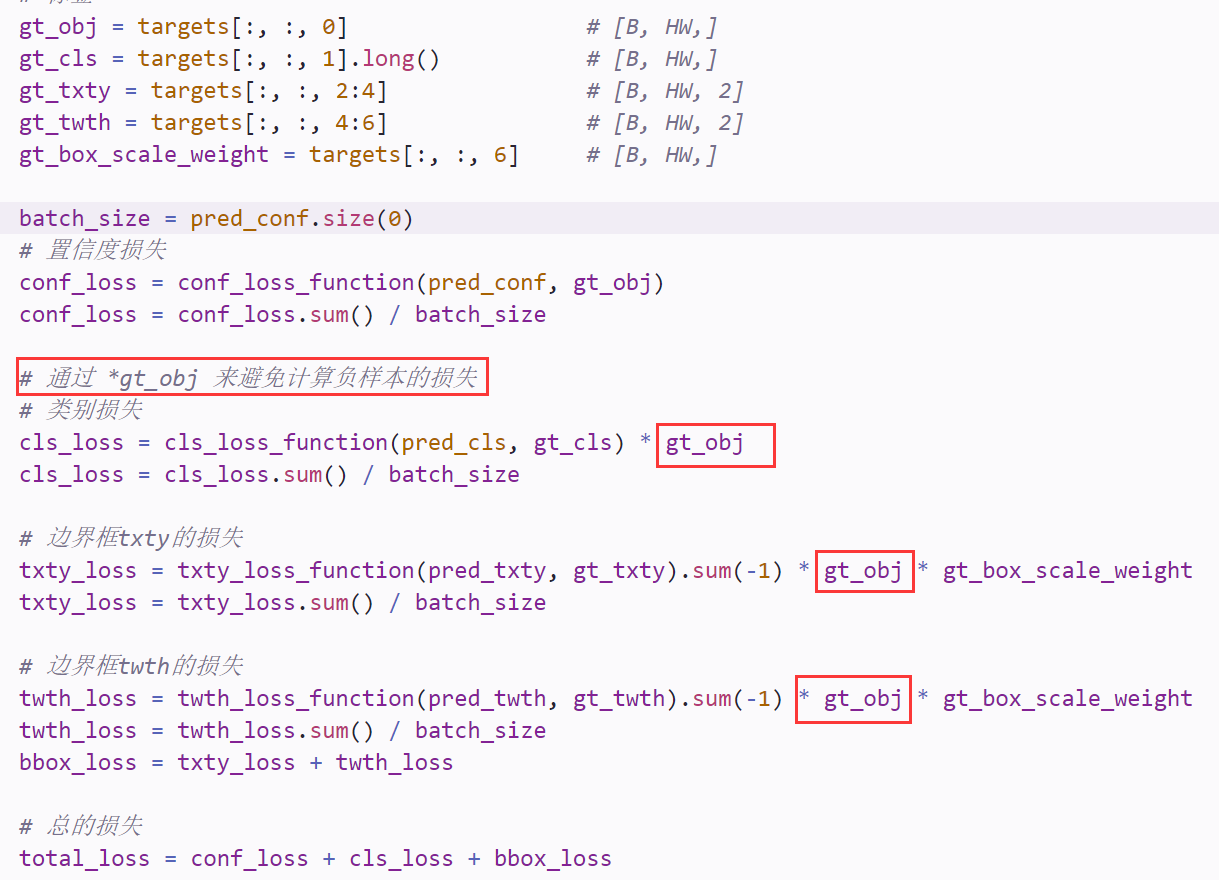 gt_obj = targets[:, :, 0] # [B, HW,]
gt_cls = targets[:, :, 1].long() # [B, HW,]
gt_txty = targets[:, :, 2:4] # [B, HW, 2]
gt_twth = targets[:, :, 4:6] # [B, HW, 2]
gt_box_scale_weight = targets[:, :, 6] # [B, HW,]
batch_size = pred_conf.size(0)
# 置信度损失
conf_loss = conf_loss_function(pred_conf, gt_obj)
conf_loss = conf_loss.sum() / batch_size
# 通过 *gt_obj 来避免计算负样本的损失
# 类别损失
cls_loss = cls_loss_function(pred_cls, gt_cls) * gt_obj
cls_loss = cls_loss.sum() / batch_size
# 边界框txty的损失
txty_loss = txty_loss_function(pred_txty, gt_txty).sum(-1) * gt_obj * gt_box_scale_weight
txty_loss = txty_loss.sum() / batch_size
# 边界框twth的损失
twth_loss = twth_loss_function(pred_twth, gt_twth).sum(-1) * gt_obj * gt_box_scale_weight
twth_loss = twth_loss.sum() / batch_size
bbox_loss = txty_loss + twth_loss
# 总的损失
total_loss = conf_loss + cls_loss + bbox_loss